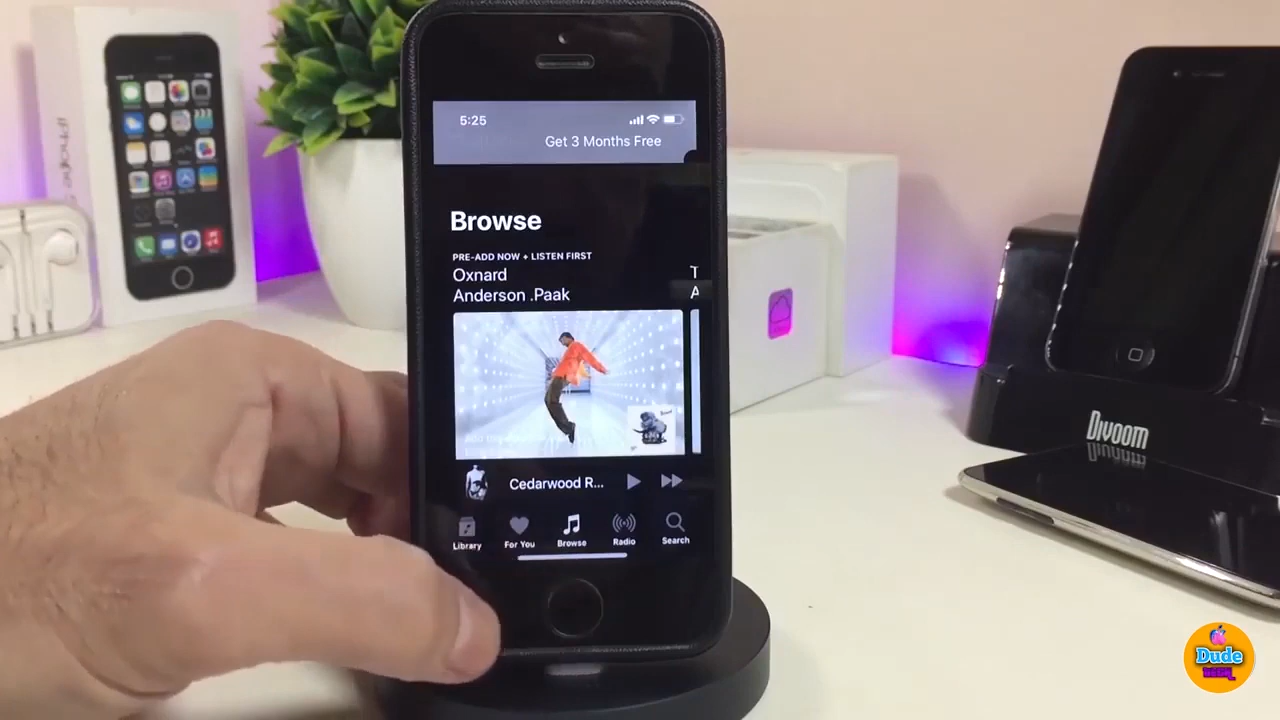 iPhone
5:25
Get 3 Months Free
Browse
PRE-ADD NOW + LISTEN FIRST
Oxnard
Anderson .Paak
T
A
Cedarwood R...
Library
For You
Browse
Radio
Search
Divoom
Dude